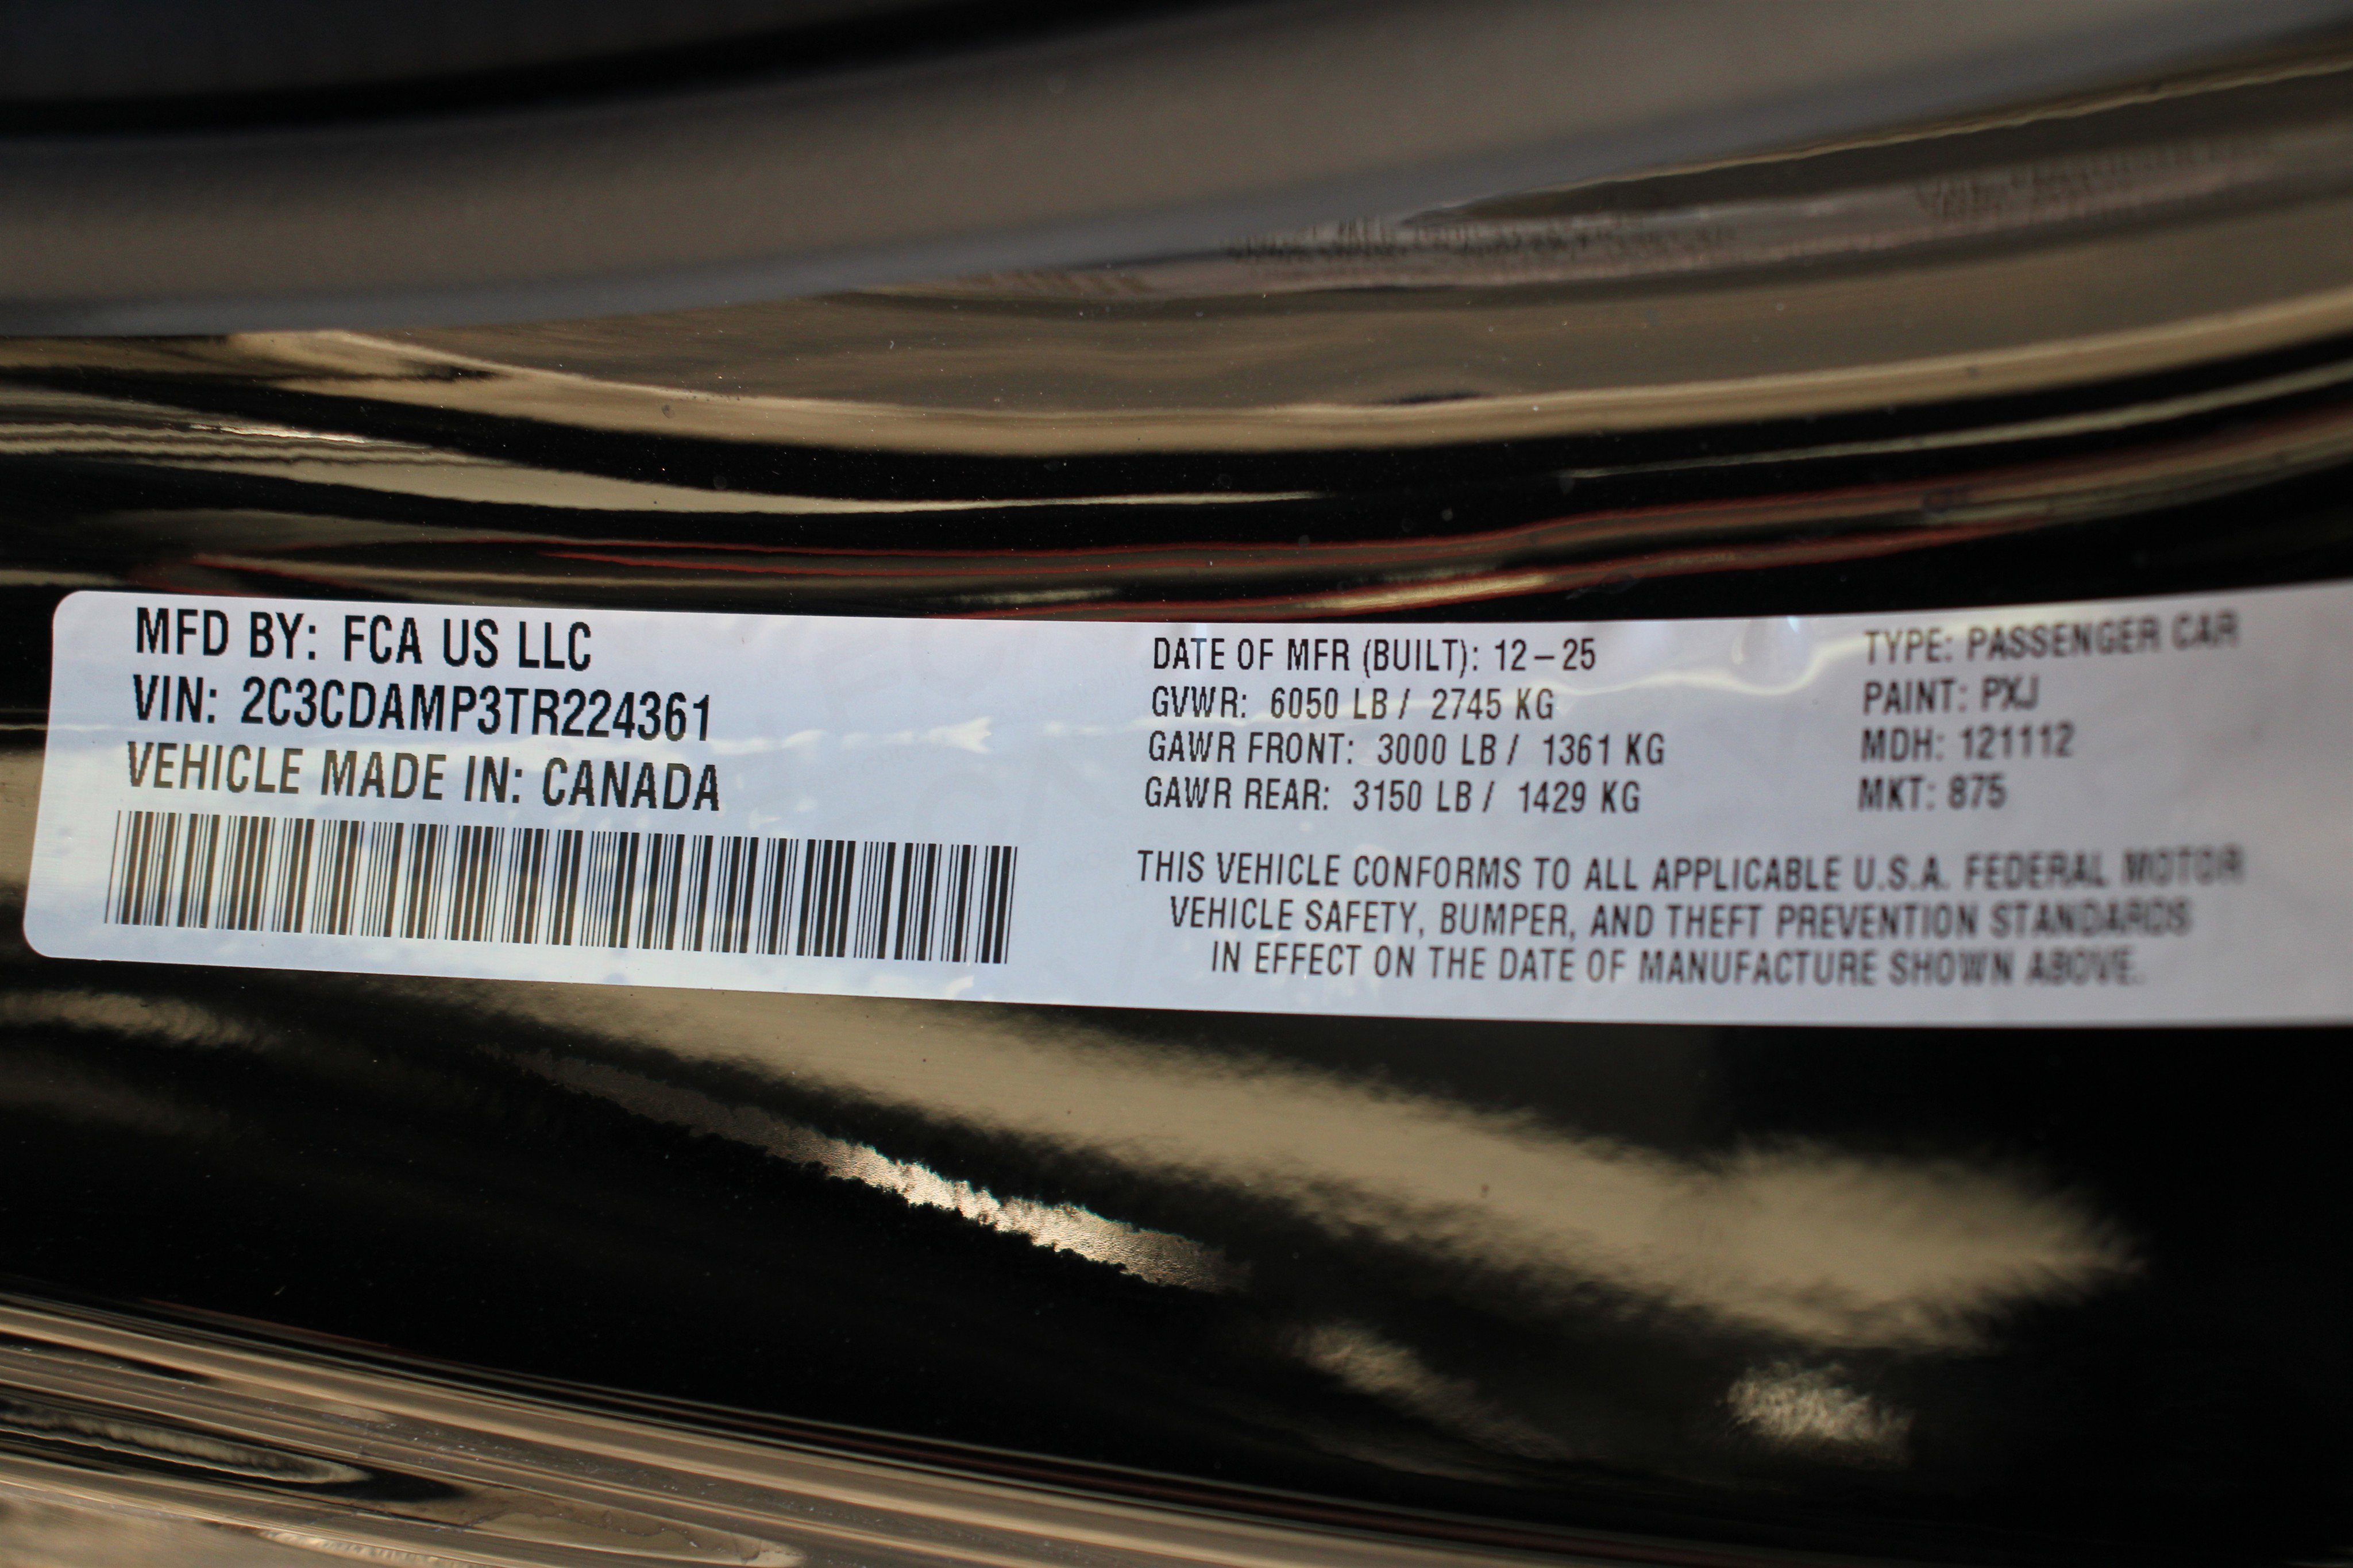 MFD BY: FCA US LLC
VIN: 2C3CDAMP3TR224361
VEHICLE MADE IN: CANADA
DATE OF MFR (BUILT): 12-25
GVWR: 6050 LB / 2745 KG
GAWR FRONT: 3000 LB / 1361 KG
GAWR REAR: 3150 LB / 1429 KG
TYPE: PASSENGER CAR
PAINT: PXJ
MDH: 121112
MKT: 875
THIS VEHICLE CONFORMS TO ALL APPLICABLE U.S.A. FEDERAL MOTOR
VEHICLE SAFETY, BUMPER, AND THEFT PREVENTION STANDARDS
IN EFFECT ON THE DATE OF MANUFACTURE SHOWN ABOVE.